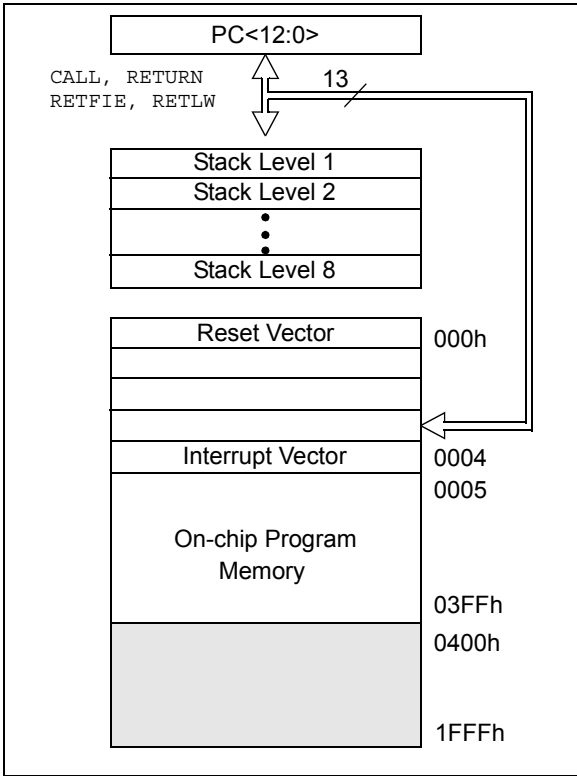 PC<12:0>
CALL, RETURN
RETFIE, RETLW
13
Stack Level 1
Stack Level 2
Stack Level 8
Reset Vector
000h
Interrupt Vector
0004
0005
On-chip Program
Memory
03FFh
0400h
1FFFh